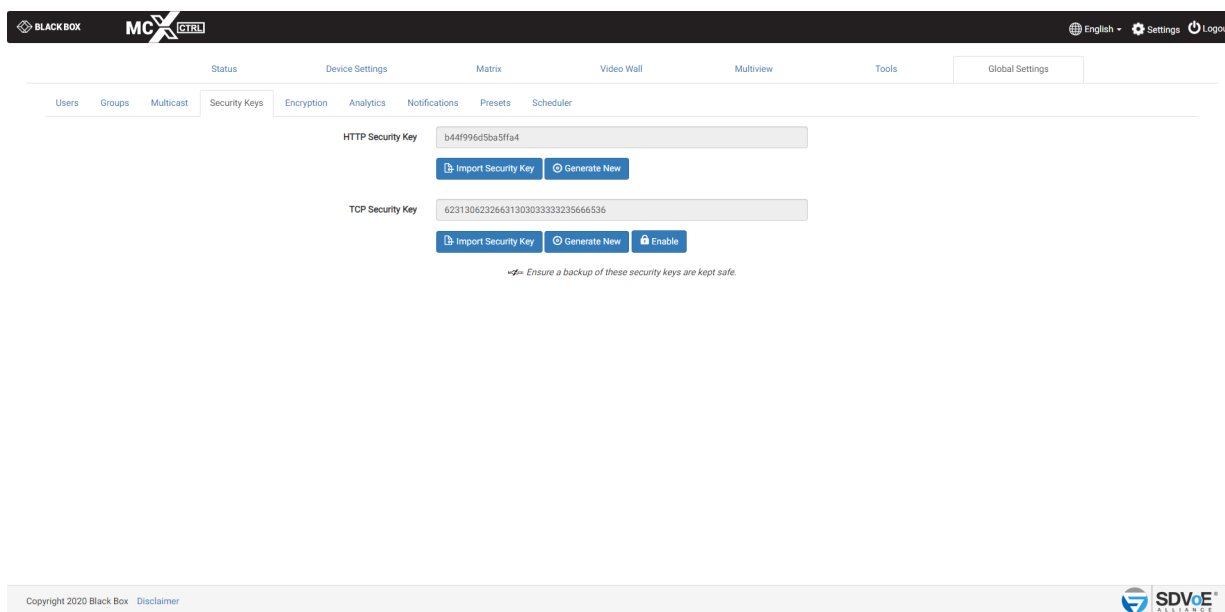 BLACK BOX MCX CTRL English Settings Logou
Status Device Settings Matrix Video Wall Multiview Tools Global Settings
Users Groups Multicast Security Keys Encryption Analytics Notifications Presets Scheduler
HTTP Security Key b44f996d5ba5ffa4
Import Security Key Generate New
TCP Security Key 62313062326631303033333235666536
Import Security Key Generate New Enable
Ensure a backup of these security keys are kept safe.
Copyright 2020 Black Box Disclaimer
SDVoE
ALLIANCE